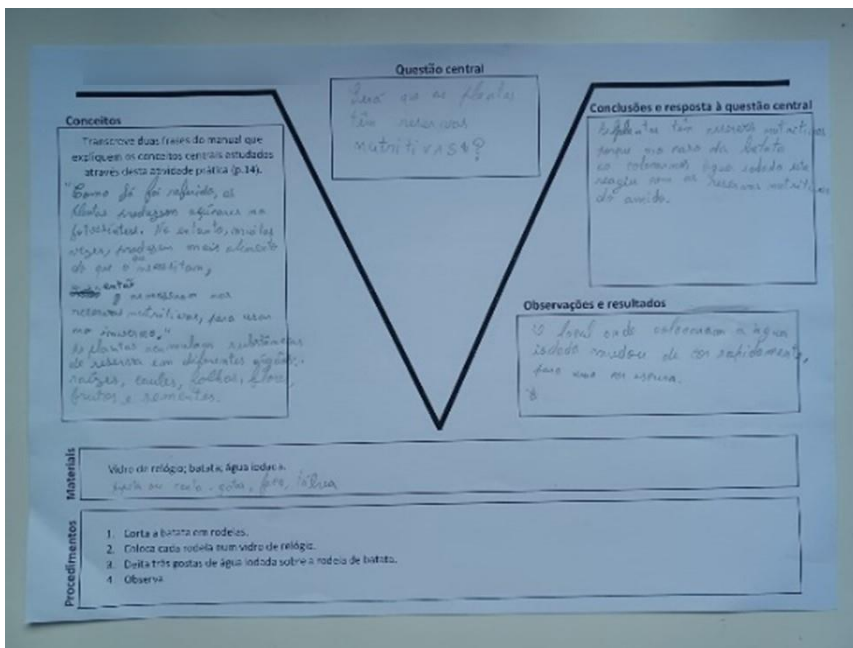 Questão central
Será que as plantas
têm reservas
nutritivas?
Conceitos
Transcreve duas frases do manual que
expliquem os conceitos centrais estudados
através desta atividade prática (p.14).
"Como já foi referido, as
plantas produzem açúcares na
fotossíntese. No entanto, muitas
vezes, produzem mais alimento
do que o que necessitam,
então
armazenam nas
reservas nutritivas, para usar
no inverno."
As plantas acumulam substâncias
de reserva em diferentes órgãos:
raízes, caules, folhas, flores,
frutos e sementes.
Conclusões e resposta à questão central
As plantas têm reservas nutritivas
porque no caso da batata
ao colocarmos água iodada
reagiu com as reservas nutritivas
do amido.
Observações e resultados
O local onde colocaram a água
iodada mudou de cor rapidamente,
para uma cor escura.
Materiais
Vidro de relógio; batata; água iodada.
Procedimentos
1. Corta a batata em rodelas.
2. Coloca cada rodela num vidro de relógio.
3. Deita três gostas de água iodada sobre a rodela de batata.
4 Observa